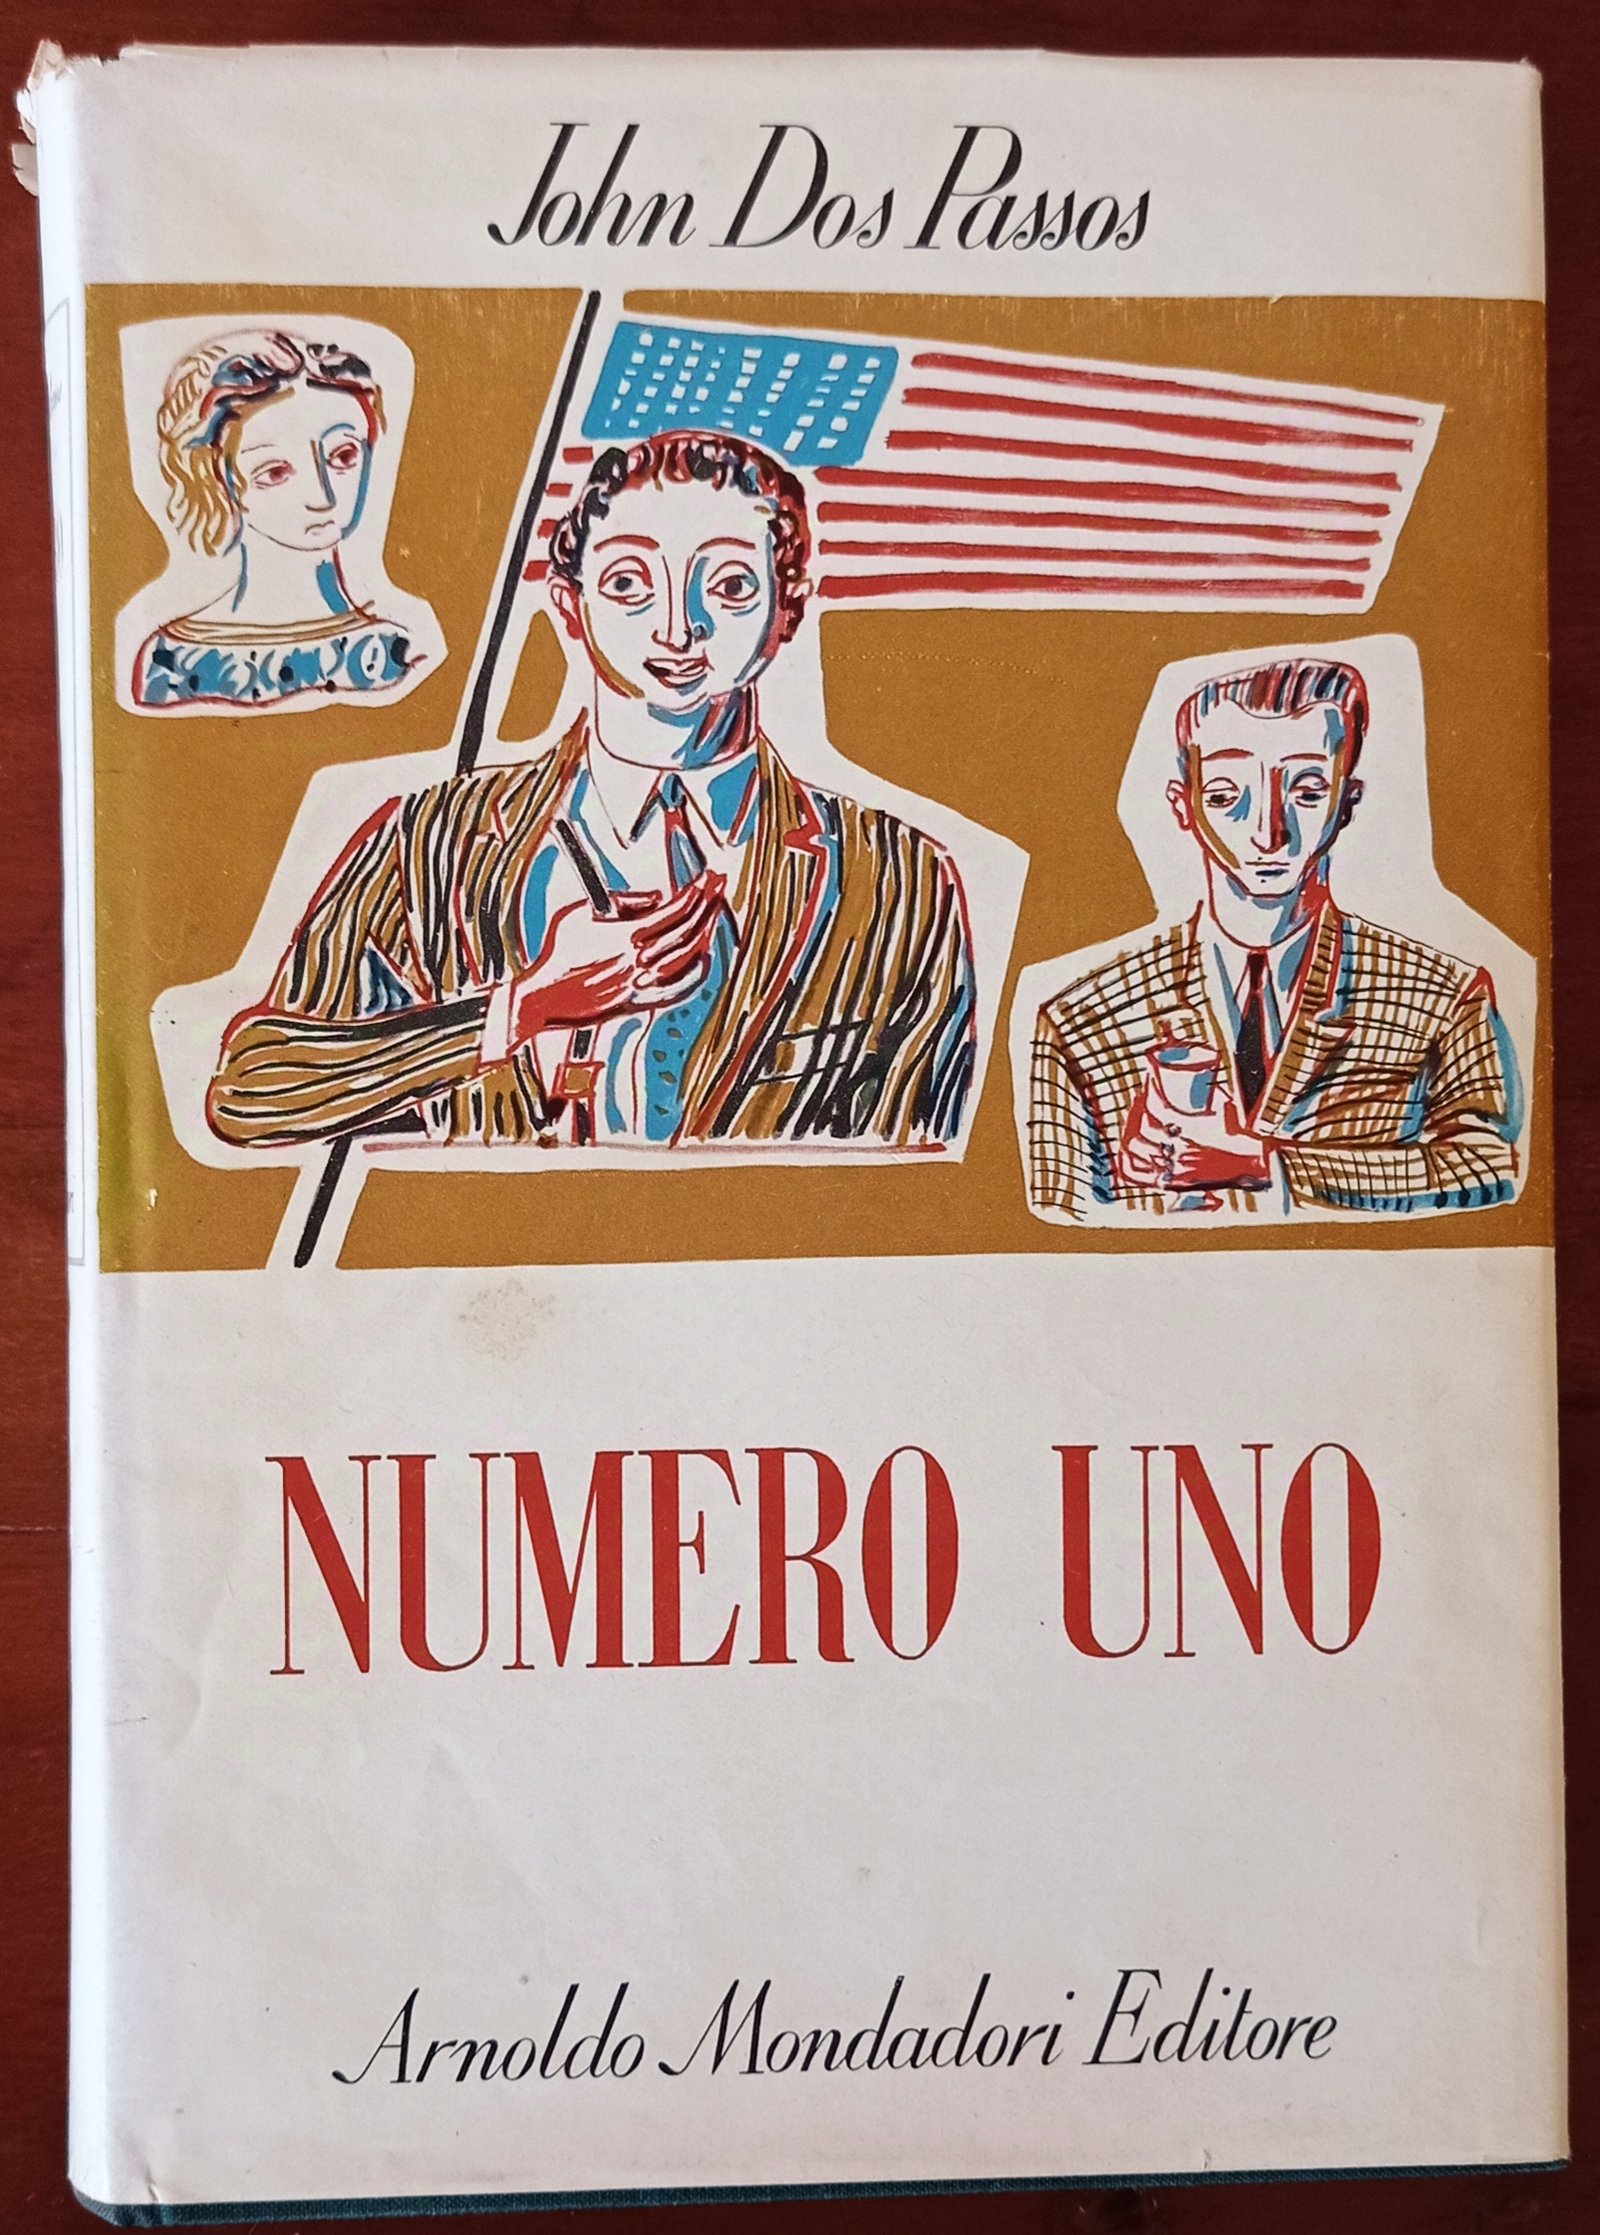 John Dos Passos
NUMERO UNO
Arnoldo Mondadori Editore